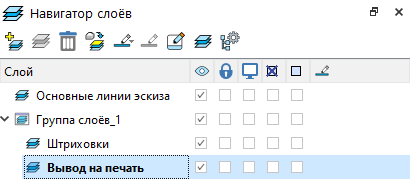 Навигатор слоёв
Слой
Основные линии эскиза
Группа слоёв_1
Штриховки
Вывод на печать